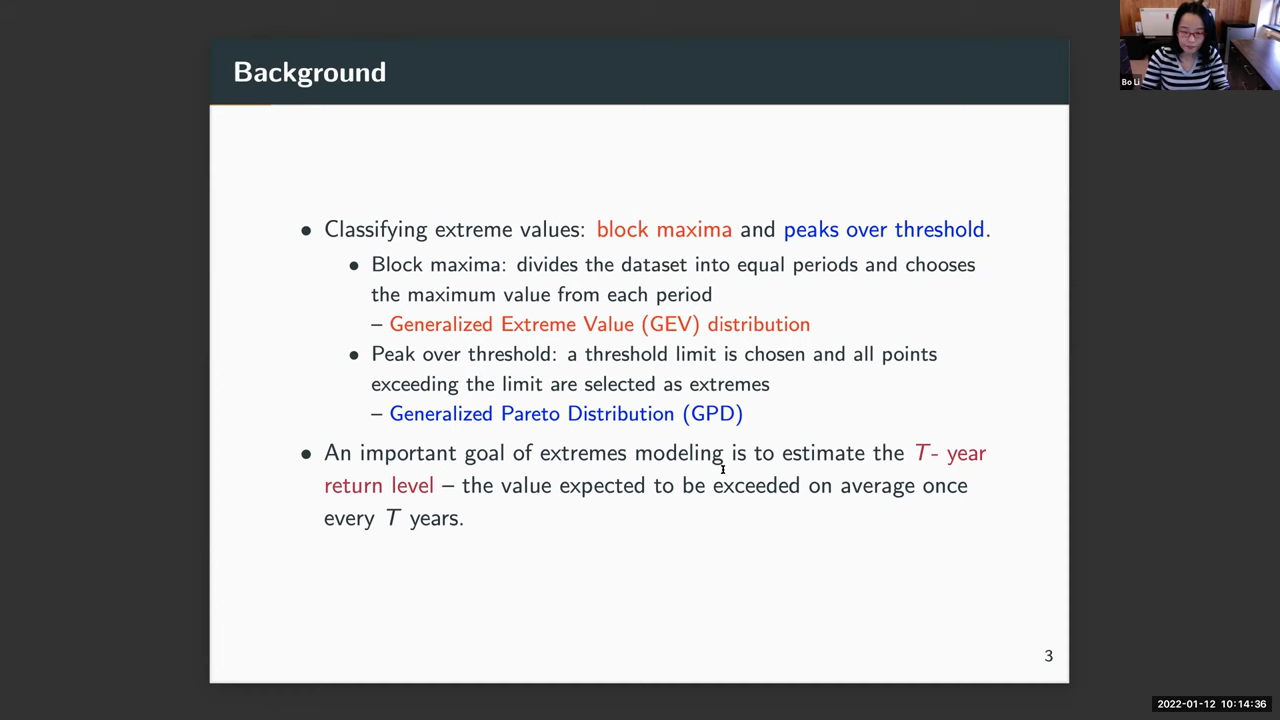 Background
Bo Li
• Classifying extreme values: block maxima and peaks over threshold.
• Block maxima: divides the dataset into equal periods and chooses
the maximum value from each period
– Generalized Extreme Value (GEV) distribution
• Peak over threshold: a threshold limit is chosen and all points
exceeding the limit are selected as extremes
– Generalized Pareto Distribution (GPD)
• An important goal of extremes modeling is to estimate the T- year
return level – the value expected to be exceeded on average once
every T years.
3
2022-01-12 10:14:36